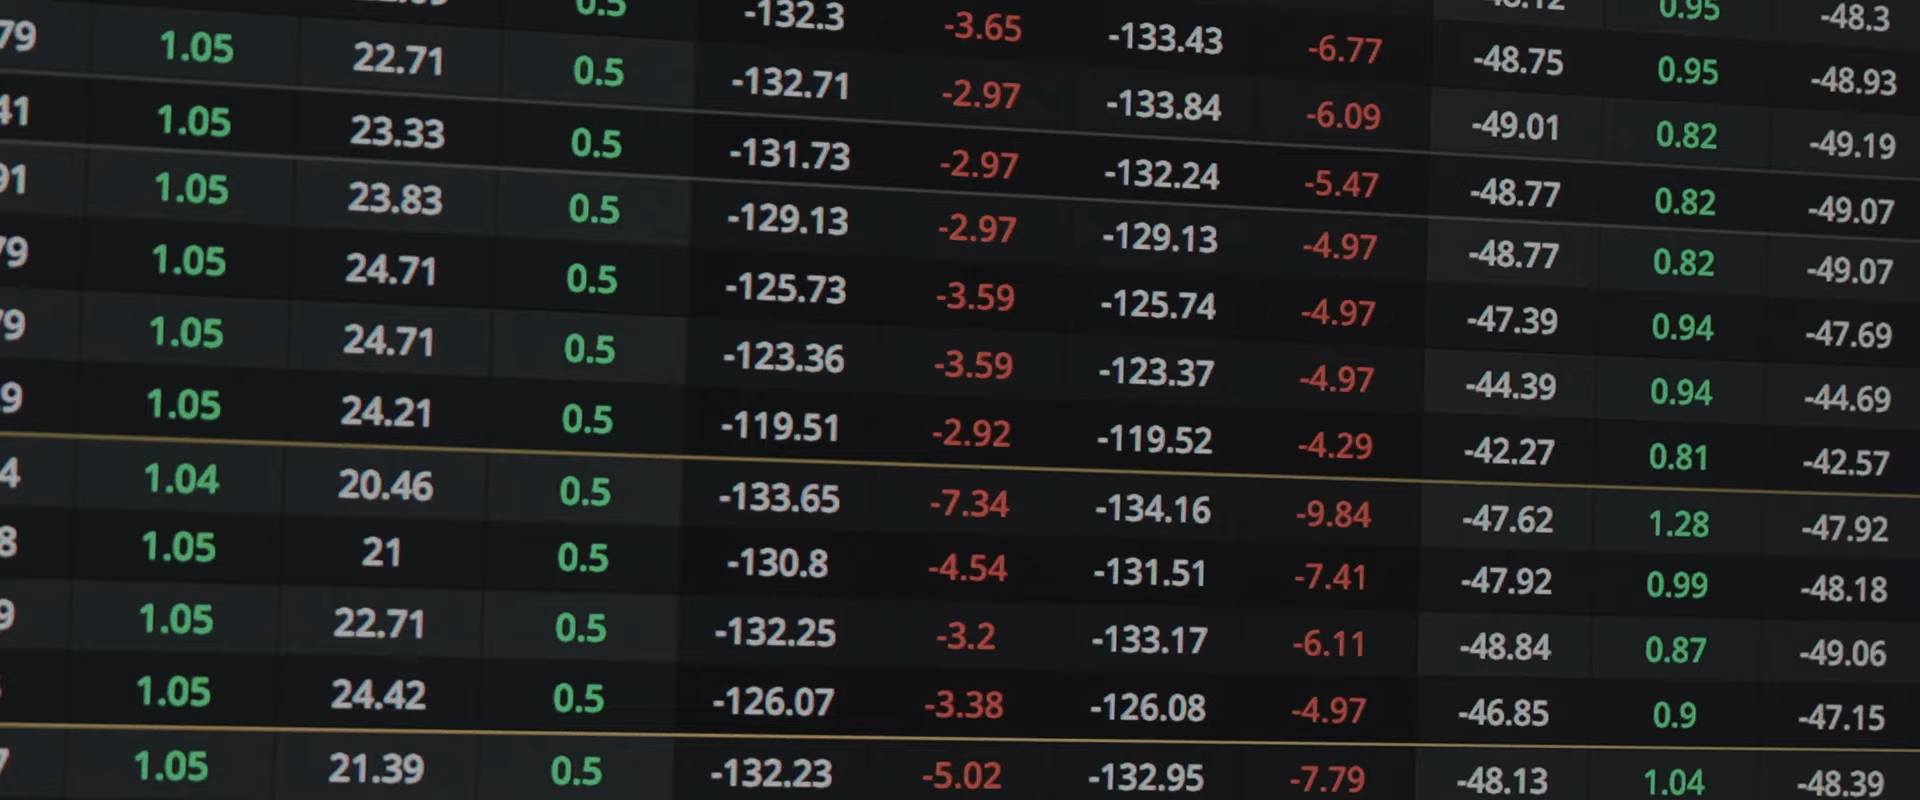 0.5 -132.3 -3.65 -133.43 -6.77 -48.75 0.95 -48.93
79 1.05 22.71 0.5 -132.71 -2.97 -133.84 -6.09 -49.01 0.82 -49.19
41 1.05 23.33 0.5 -131.73 -2.97 -132.24 -5.47 -48.77 0.82 -49.07
91 1.05 23.83 0.5 -129.13 -2.97 -129.13 -4.97 -48.77 0.82 -49.07
79 1.05 24.71 0.5 -125.73 -3.59 -125.74 -4.97 -47.39 0.94 -47.69
79 1.05 24.71 0.5 -123.36 -3.59 -123.37 -4.97 -44.39 0.94 -44.69
9 1.05 24.21 0.5 -119.51 -2.92 -119.52 -4.29 -42.27 0.81 -42.57
4 1.04 20.46 0.5 -133.65 -7.34 -134.16 -9.84 -47.62 1.28 -47.92
8 1.05 21 0.5 -130.8 -4.54 -131.51 -7.41 -47.92 0.99 -48.18
9 1.05 22.71 0.5 -132.25 -3.2 -133.17 -6.11 -48.84 0.87 -49.06
1.05 24.42 0.5 -126.07 -3.38 -126.08 -4.97 -46.85 0.9 -47.15
7 1.05 21.39 0.5 -132.23 -5.02 -132.95 -7.79 -48.13 1.04 -48.39